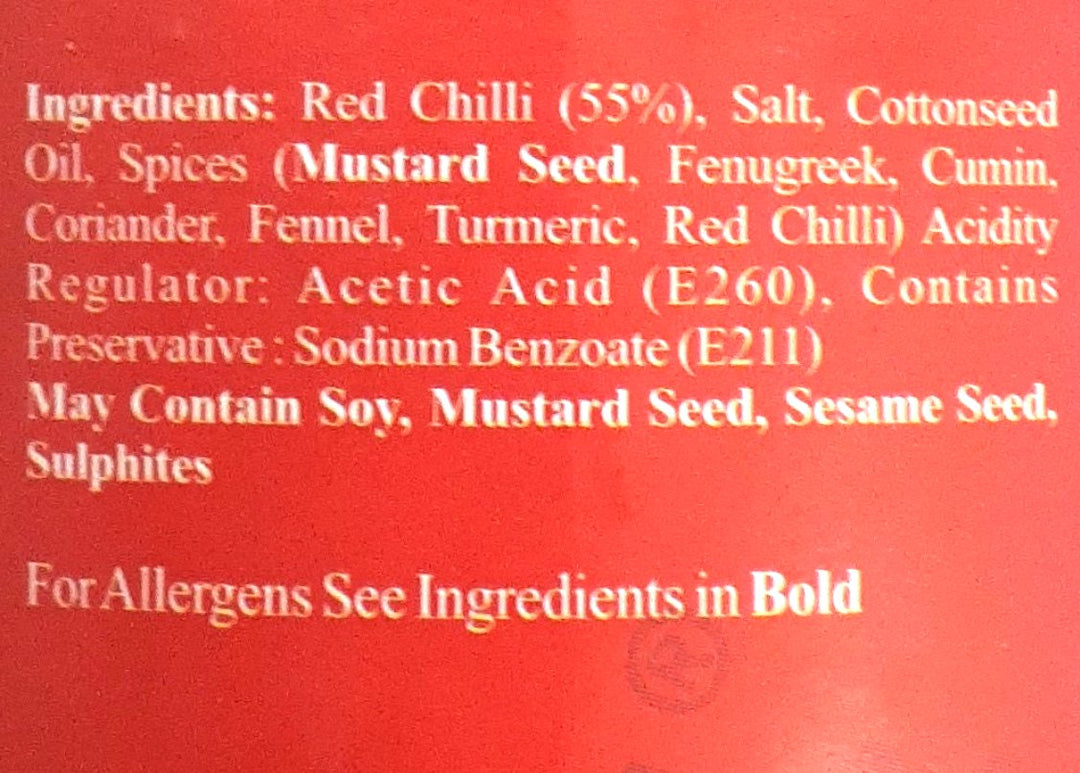 Ingredients: Red Chilli (55%), Salt, Cottonseed
Oil, Spices (Mustard Seed, Fenugreek, Cumin,
Coriander, Fennel, Turmeric, Red Chilli) Acidity
Regulator: Acetic Acid (E260), Contains
Preservative : Sodium Benzoate (E211)
May Contain Soy, Mustard Seed, Sesame Seed,
Sulphites
For Allergens See Ingredients in Bold